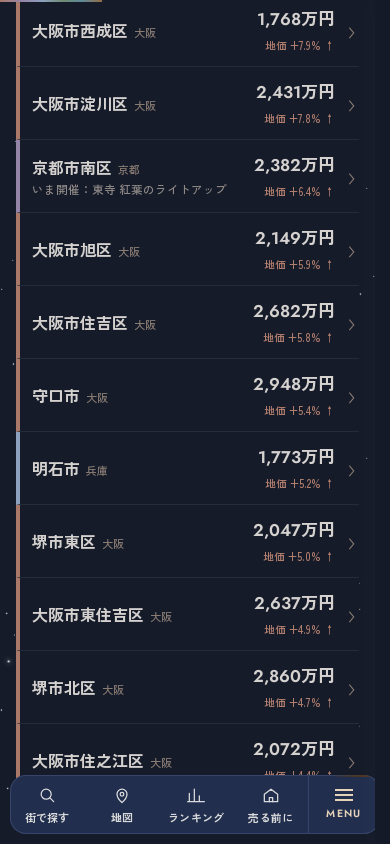 大阪市西成区 大阪 1,768万円
地価 +7.9% ↑
大阪市淀川区 大阪 2,431万円
地価 +7.8% ↑
京都市南区 京都 2,382万円
いま開催：東寺 紅葉のライトアップ 地価 +6.4% ↑
大阪市旭区 大阪 2,149万円
地価 +5.9% ↑
大阪市住吉区 大阪 2,682万円
地価 +5.8% ↑
守口市 大阪 2,948万円
地価 +5.4% ↑
明石市 兵庫 1,773万円
地価 +5.2% ↑
堺市東区 大阪 2,047万円
地価 +5.0% ↑
大阪市東住吉区 大阪 2,637万円
地価 +4.9% ↑
堺市北区 大阪 2,860万円
地価 +4.7% ↑
大阪市住之江区 大阪 2,072万円
街で探す 地図 ランキング 売る前に MENU